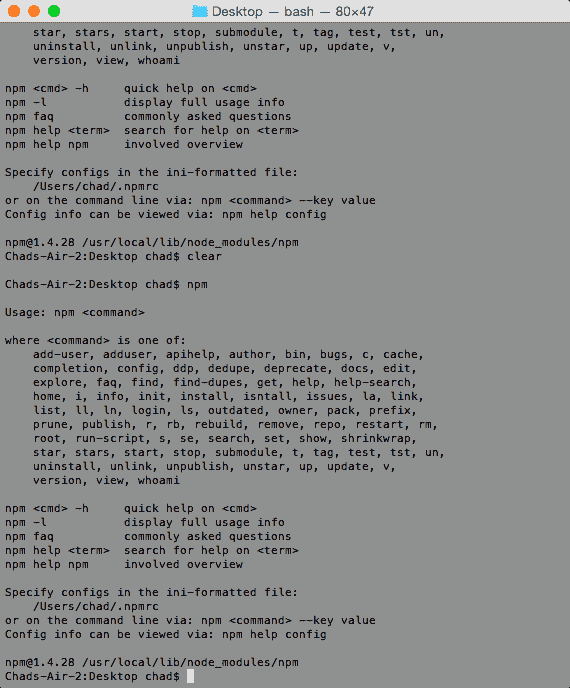 Desktop — bash — 80×47
star, stars, start, stop, submodule, t, tag, test, tst, un,
uninstall, unlink, unpublish, unstar, up, update, v,
version, view, whoami
npm <cmd> -h     quick help on <cmd>
npm -l           display full usage info
npm faq          commonly asked questions
npm help <term>  search for help on <term>
npm help npm     involved overview
Specify configs in the ini-formatted file:
/Users/chad/.npmrc
or on the command line via: npm <command> --key value
Config info can be viewed via: npm help config
npm@1.4.28 /usr/local/lib/node_modules/npm
Chads-Air-2:Desktop chad$ clear
Chads-Air-2:Desktop chad$ npm
Usage: npm <command>
where <command> is one of:
add-user, adduser, apihelp, author, bin, bugs, c, cache,
completion, config, ddp, dedupe, deprecate, docs, edit,
explore, faq, find, find-dupes, get, help, help-search,
home, i, info, init, install, isntall, issues, la, link,
list, ll, ln, login, ls, outdated, owner, pack, prefix,
prune, publish, r, rb, rebuild, remove, repo, restart, rm,
root, run-script, s, se, search, set, show, shrinkwrap,
star, stars, start, stop, submodule, t, tag, test, tst, un,
uninstall, unlink, unpublish, unstar, up, update, v,
version, view, whoami
npm <cmd> -h     quick help on <cmd>
npm -l           display full usage info
npm faq          commonly asked questions
npm help <term>  search for help on <term>
npm help npm     involved overview
Specify configs in the ini-formatted file:
/Users/chad/.npmrc
or on the command line via: npm <command> --key value
Config info can be viewed via: npm help config
npm@1.4.28 /usr/local/lib/node_modules/npm
Chads-Air-2:Desktop chad$